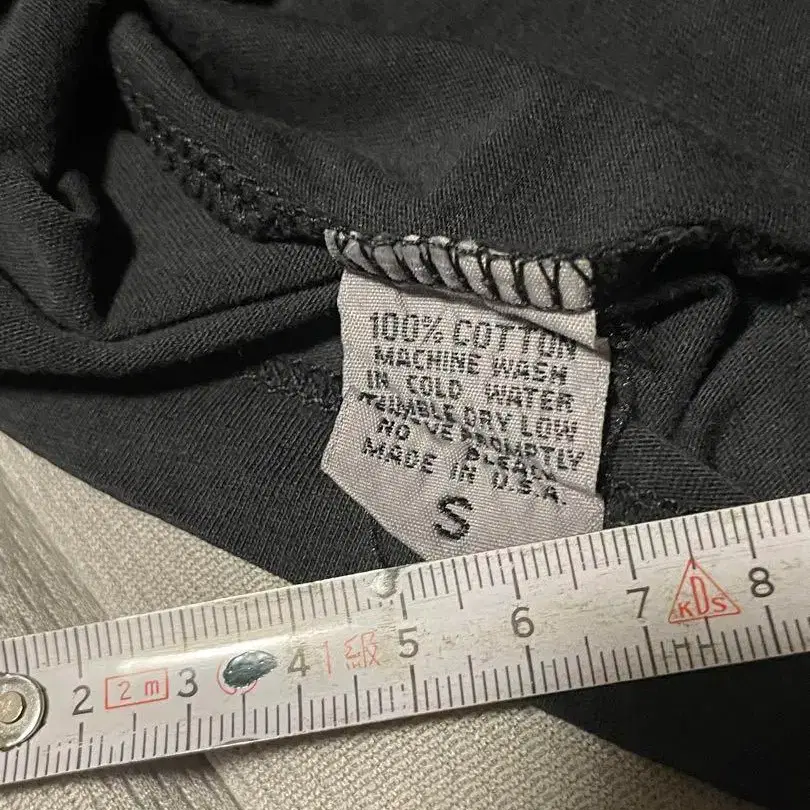 100% COTTON
MACHINE WASH
IN COLD WATER
TUMBLE DRY LOW
PROMPTLY
NO
MADE IN U.S.A.
S
2 2m 3 4 1級 5 6 7 KDS 8